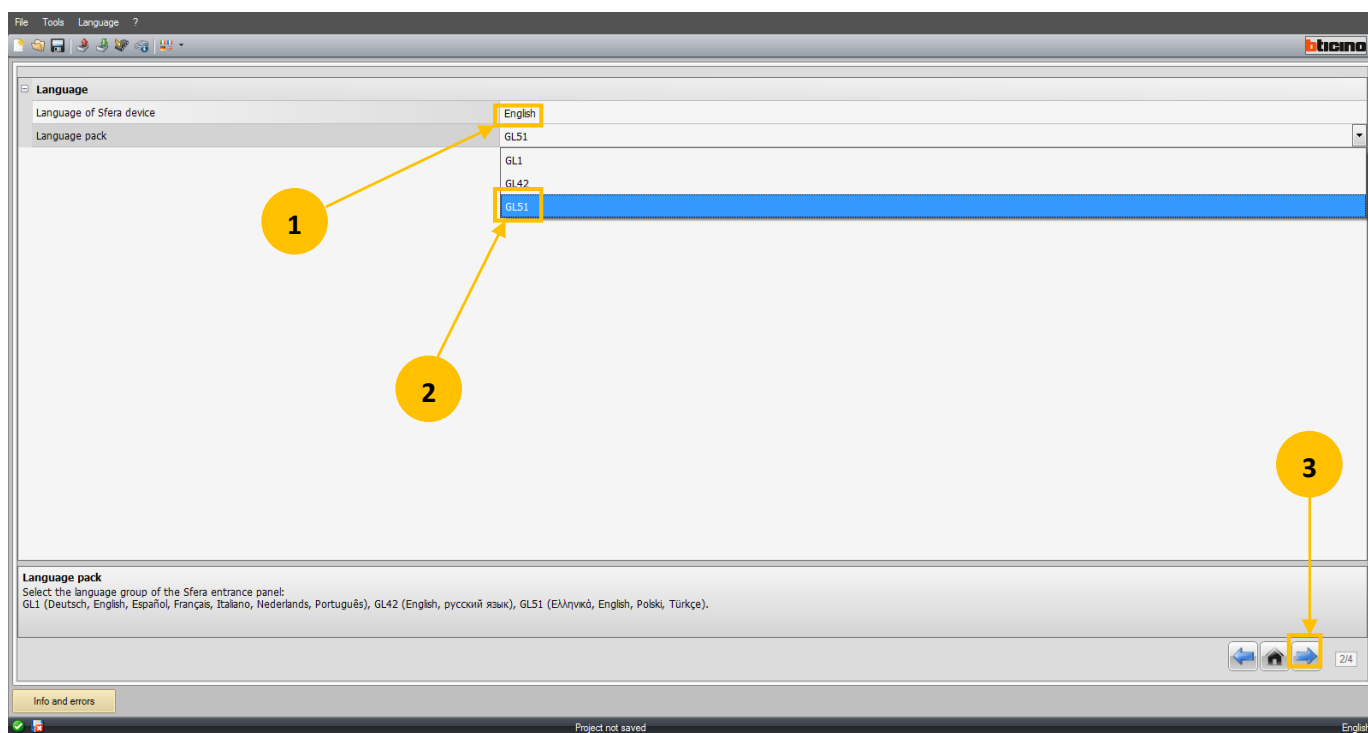 File Tools Language ?
bticino
Language
Language of Sfera device English
Language pack GL51
GL1
GL42
GL51
1
2
3
Language pack
Select the language group of the Sfera entrance panel:
GL1 (Deutsch, English, Español, Français, Italiano, Nederlands, Português), GL42 (English, русский язык), GL51 (Ελληνικά, English, Polski, Türkçe).
2/4
Info and errors
Project not saved English